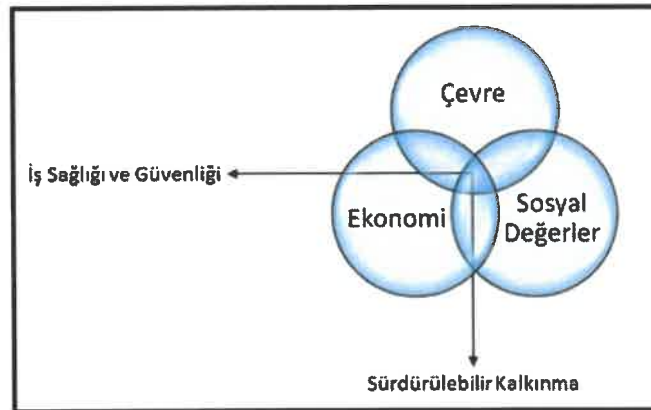 Çevre
İş Sağlığı ve Güvenliği
Ekonomi
Sosyal
Değerler
Sürdürülebilir Kalkınma